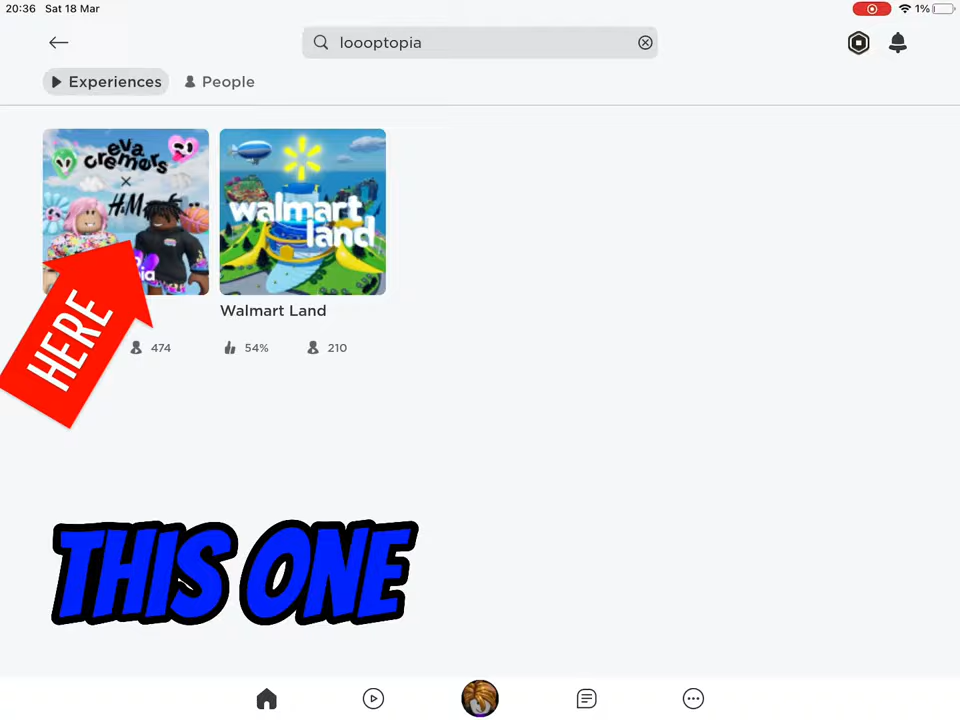 20:36 Sat 18 Mar 1%
loooptopia
Experiences People
eva
cremers
x
H&M
walmart
land
Walmart Land
474 54% 210
HERE
THIS ONE